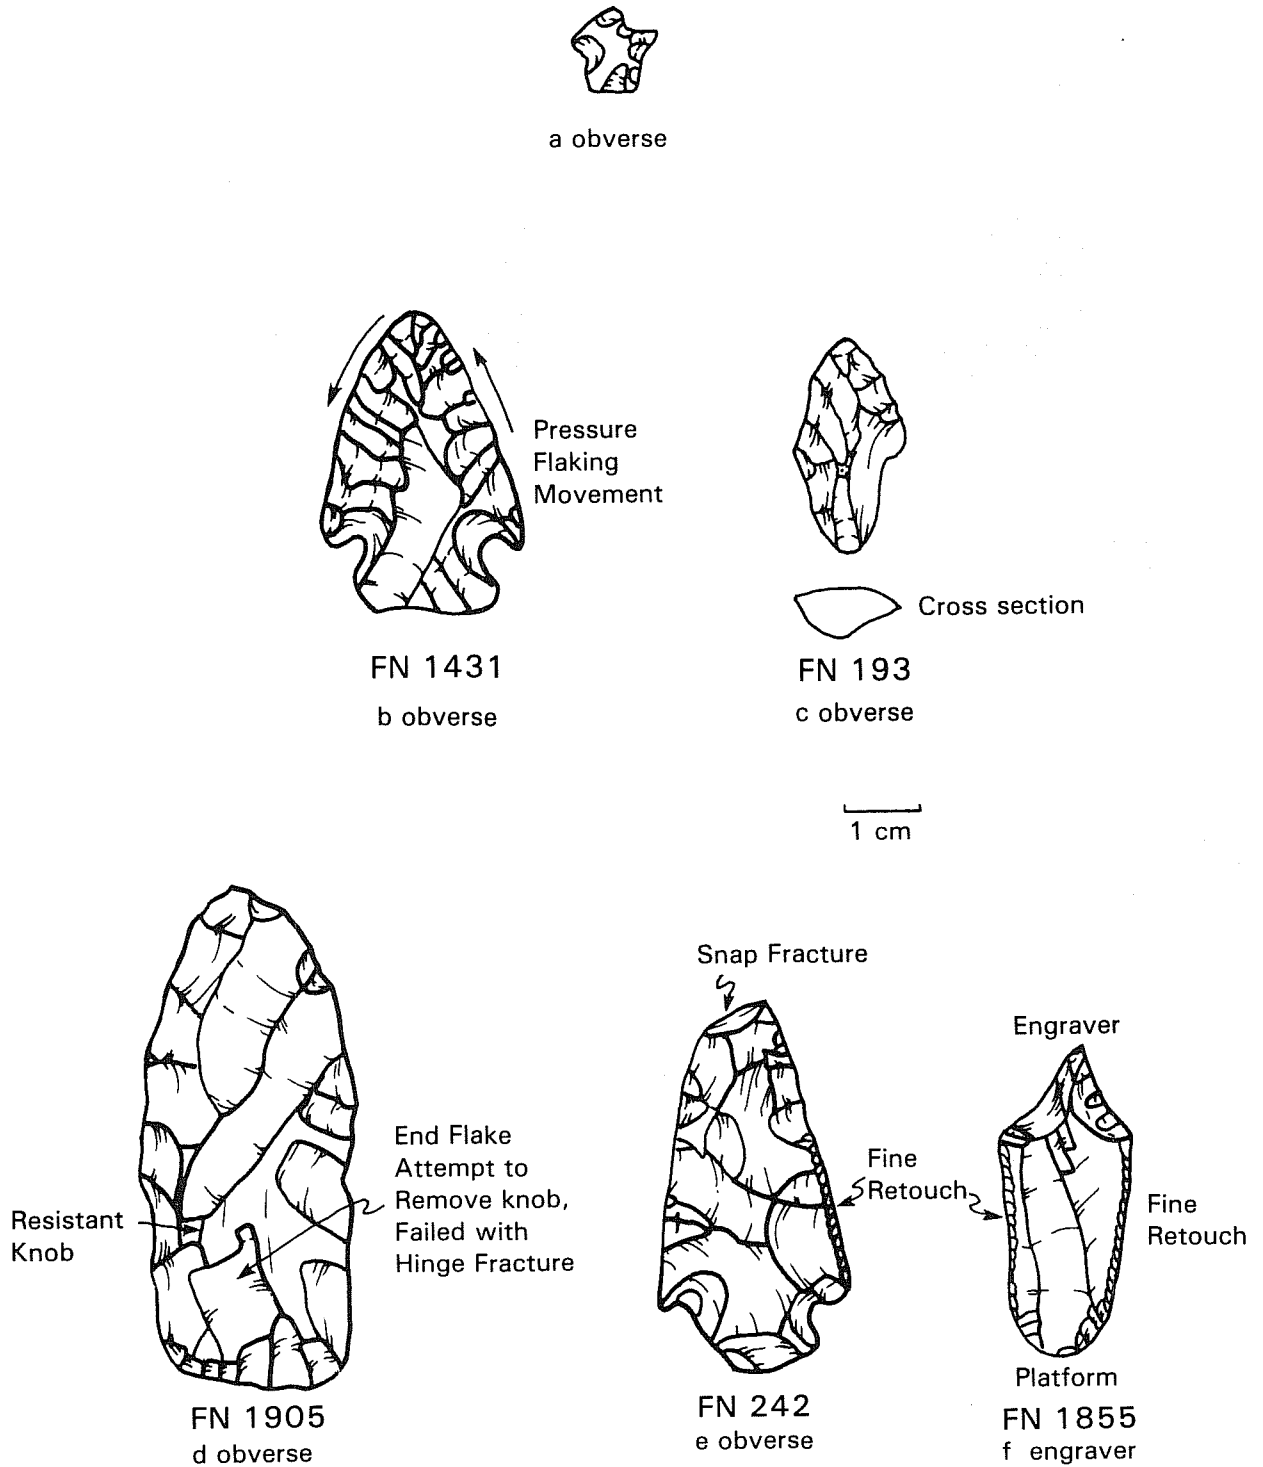 a obverse
Pressure
Flaking
Movement
Cross section
FN 1431
b obverse
FN 193
c obverse
1 cm
Resistant
Knob
End Flake
Attempt to
Remove knob,
Failed with
Hinge Fracture
FN 1905
d obverse
Snap Fracture
Fine
Retouch
FN 242
e obverse
Engraver
Fine
Retouch
Platform
FN 1855
f engraver